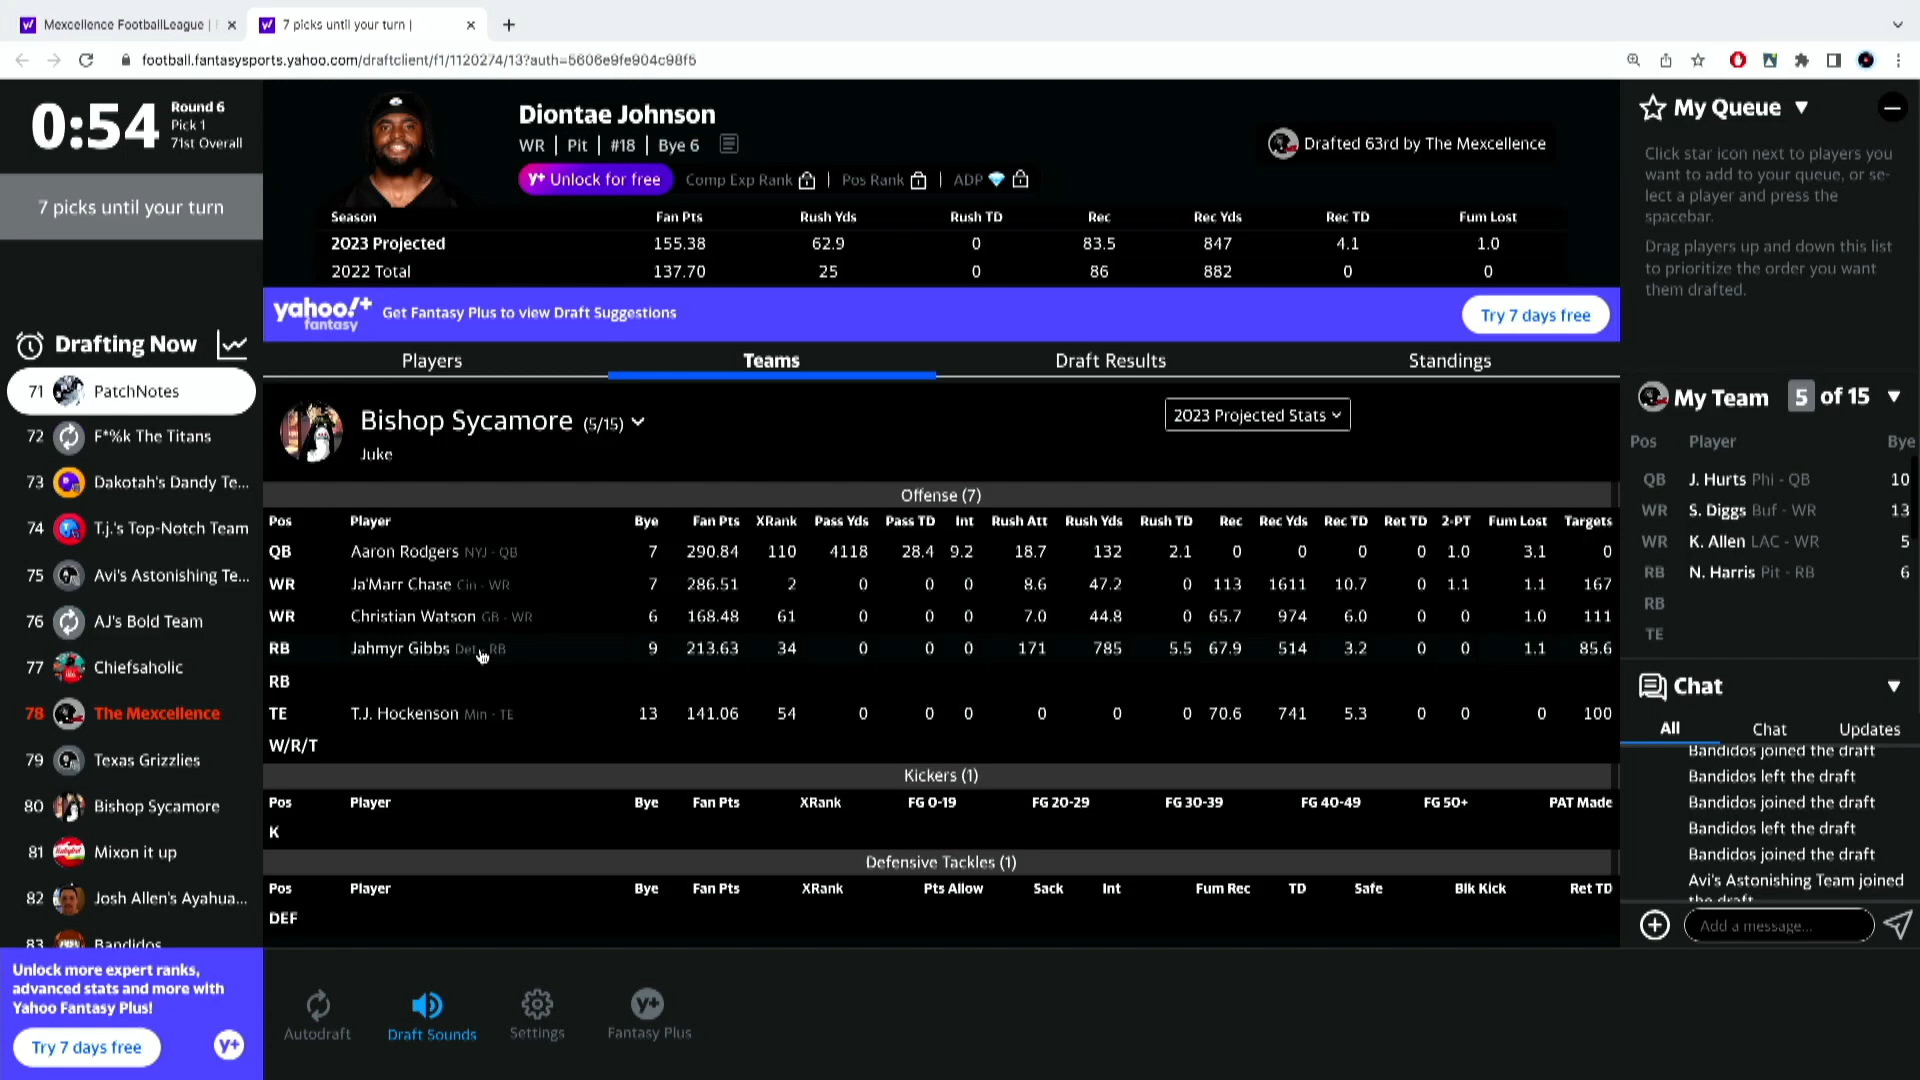 Mexcellence FootballLeague |
7 picks until your turn |
football.fantasysports.yahoo.com/draftclient/f1/1120274/13?auth=5606e9fe904c98f5
0:54
Round 6
Pick 1
71st Overall
7 picks until your turn
Drafting Now
71 PatchNotes
72 F*%k The Titans
73 Dakotah's Dandy Te...
74 T.j.'s Top-Notch Team
75 Avi's Astonishing Te...
76 AJ's Bold Team
77 Chiefsaholic
78 The Mexcellence
79 Texas Grizzlies
80 Bishop Sycamore
81 Mixon it up
82 Josh Allen's Ayahua...
83 Bandidos
Unlock more expert ranks,
advanced stats and more with
Yahoo Fantasy Plus!
Try 7 days free y+
Diontae Johnson
WR | Pit | #18 | Bye 6
y+ Unlock for free Comp Exp Rank | Pos Rank | ADP
Drafted 63rd by The Mexcellence
Season Fan Pts Rush Yds Rush TD Rec Rec Yds Rec TD Fum Lost
2023 Projected 155.38 62.9 0 83.5 847 4.1 1.0
2022 Total 137.70 25 0 86 882 0 0
yahoo!+
fantasy
Get Fantasy Plus to view Draft Suggestions
Try 7 days free
Players Teams Draft Results Standings
Bishop Sycamore (5/15)
Juke
2023 Projected Stats
Offense (7)
Pos Player Bye Fan Pts XRank Pass Yds Pass TD Int Rush Att Rush Yds Rush TD Rec Rec Yds Rec TD Ret TD 2-PT Fum Lost Targets
QB Aaron Rodgers NYJ - QB 7 290.84 110 4118 28.4 9.2 18.7 132 2.1 0 0 0 0 1.0 3.1 0
WR Ja'Marr Chase Cin - WR 7 286.51 2 0 0 0 8.6 47.2 0 113 1611 10.7 0 1.1 1.1 167
WR Christian Watson GB - WR 6 168.48 61 0 0 0 7.0 44.8 0 65.7 974 6.0 0 0 1.0 111
RB Jahmyr Gibbs Det - RB 9 213.63 34 0 0 0 171 785 5.5 67.9 514 3.2 0 0 1.1 85.6
RB
TE T.J. Hockenson Min - TE 13 141.06 54 0 0 0 0 0 0 70.6 741 5.3 0 0 0 100
W/R/T
Kickers (1)
Pos Player Bye Fan Pts XRank FG 0-19 FG 20-29 FG 30-39 FG 40-49 FG 50+ PAT Made
K
Defensive Tackles (1)
Pos Player Bye Fan Pts XRank Pts Allow Sack Int Fum Rec TD Safe Blk Kick Ret TD
DEF
Autodraft Draft Sounds Settings Fantasy Plus
My Queue
Click star icon next to players you
want to add to your queue, or se-
lect a player and press the
spacebar.
Drag players up and down this list
to prioritize the order you want
them drafted.
My Team 5 of 15
Pos Player Bye
QB J. Hurts Phi - QB 10
WR S. Diggs Buf - WR 13
WR K. Allen LAC - WR 5
RB N. Harris Pit - RB 6
RB
TE
Chat
All Chat Updates
Bandidos joined the draft
Bandidos left the draft
Bandidos joined the draft
Bandidos left the draft
Bandidos joined the draft
Avi's Astonishing Team joined
the draft
Add a message...